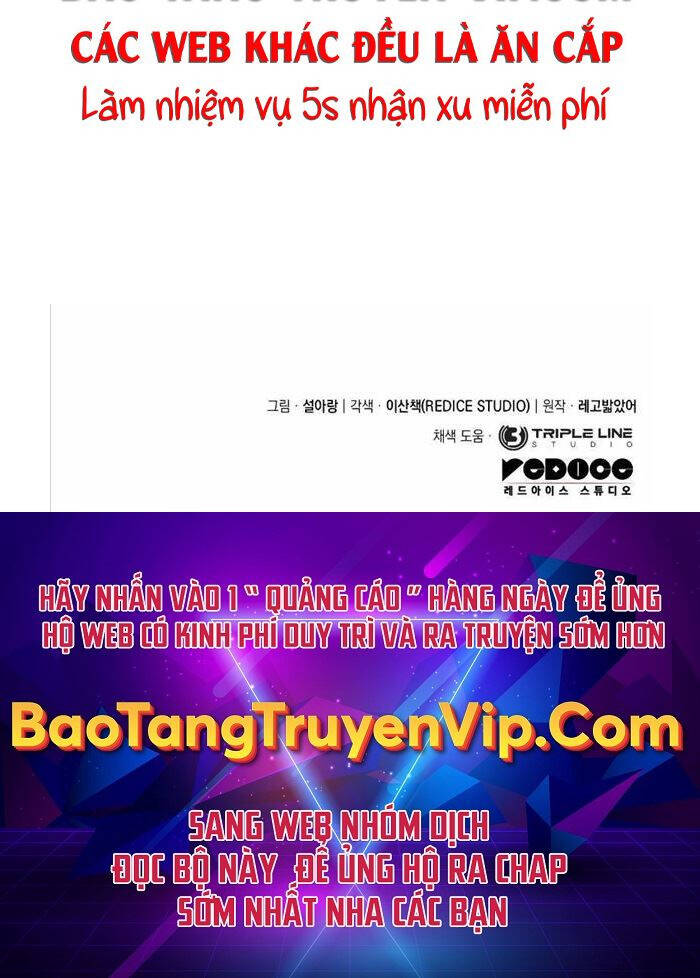 CÁC WEB KHÁC ĐỀU LÀ ĂN CẮP
Làm nhiệm vụ 5s nhận xu miễn phí
그림 · 설아랑 | 각색 · 이산책(REDICE STUDIO) | 원작 · 레고밟았어
채색 도움 · TRIPLE LINE
STUDIO
REDICE
레드아이스 스튜디오
HÃY NHẤN VÀO 1 “ QUẢNG CÁO ” HÀNG NGÀY ĐỂ ỦNG
HỘ WEB CÓ KINH PHÍ DUY TRÌ VÀ RA TRUYỆN SỚM HƠN
BaoTangTruyenVip.Com
SANG WEB NHÓM DỊCH
ĐỌC BỘ NÀY ĐỂ ỦNG HỘ RA CHAP
SỚM NHẤT NHA CÁC BẠN